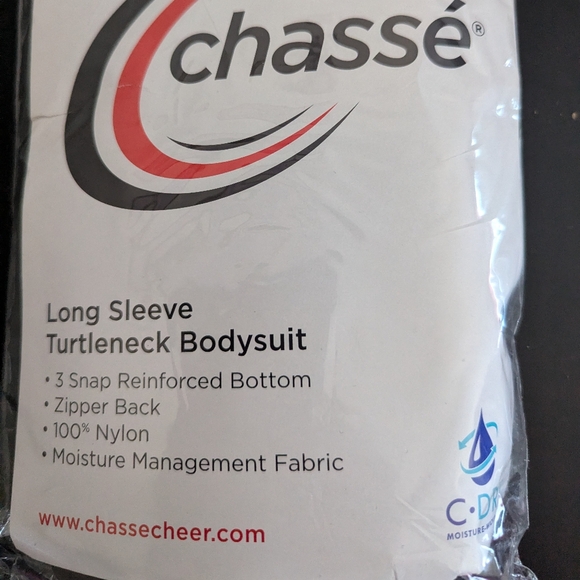 chassé®
Long Sleeve
Turtleneck Bodysuit
• 3 Snap Reinforced Bottom
• Zipper Back
• 100% Nylon
• Moisture Management Fabric
www.chassecheer.com